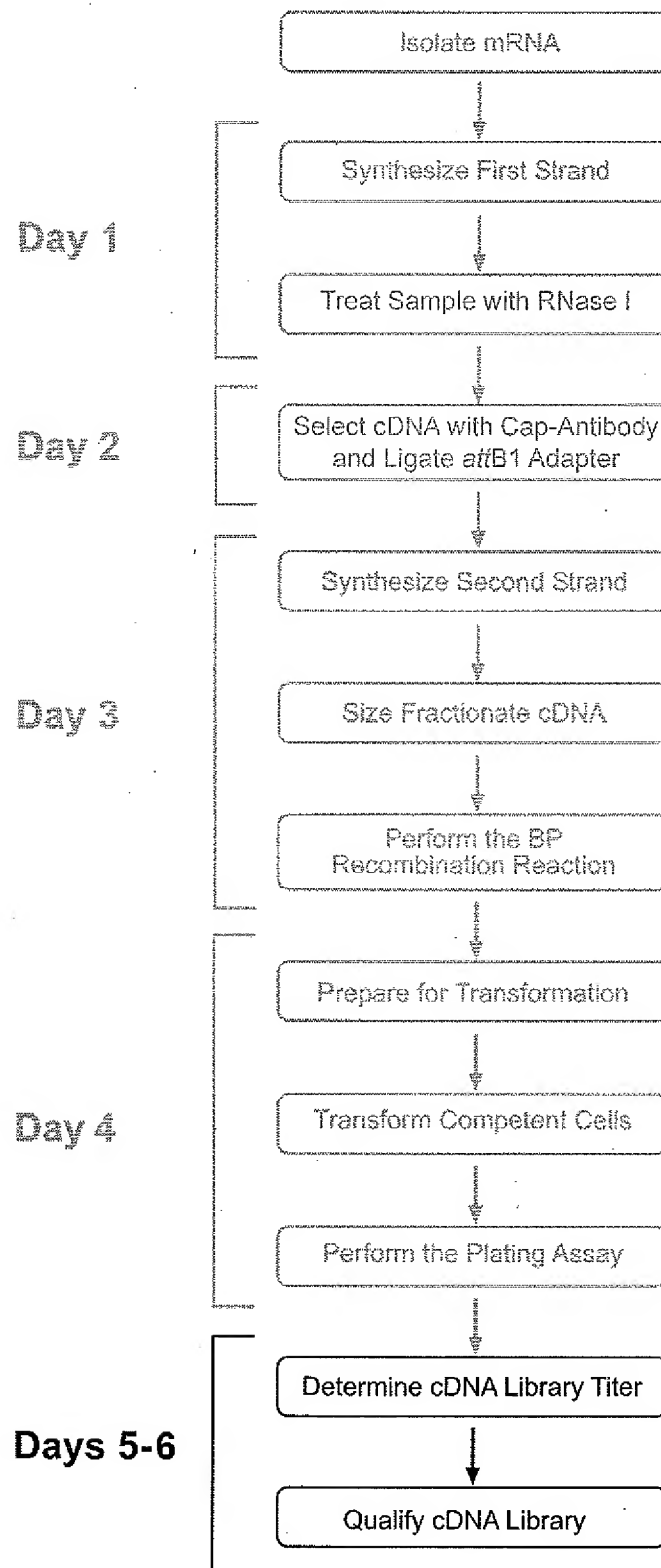 Isolate mRNA
Day 1
Synthesize First Strand
Treat Sample with RNase I
Day 2
Select cDNA with Cap-Antibody
and Ligate attB1 Adapter
Day 3
Synthesize Second Strand
Size Fractionate cDNA
Perform the BP
Recombination Reaction
Day 4
Prepare for Transformation
Transform Competent Cells
Perform the Plating Assay
Days 5-6
Determine cDNA Library Titer
Qualify cDNA Library